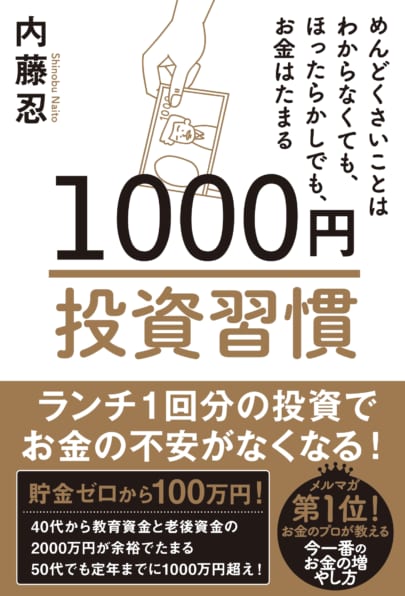 めんどくさいことは
わからなくても、
ほったらかしでも、
お金はたまる
内藤忍
Shinobu Naito
1000
1000円
投資習慣
ランチ1回分の投資で
お金の不安がなくなる！
貯金ゼロから100万円！
40代から教育資金と老後資金の
2000万円が余裕でたまる
50代でも定年までに1000万円超え！
メルマガ
第1位！
お金のプロが教える
今一番の
お金の増
やし方